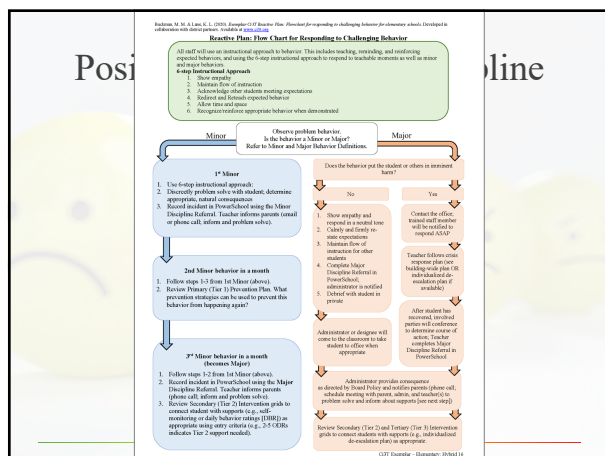 Buckman, M. M. & Lane, K. L. (2020). Exemplar Ci3T Reactive Plan. Flowchart for responding to challenging behavior for elementary schools. Developed in
collaboration with district partners. Available at www.ci3t.org
Reactive Plan: Flow Chart for Responding to Challenging Behavior
Posi
pline
All staff will use an instructional approach to behavior. This includes teaching, reminding, and reinforcing
expected behaviors, and using the 6-step instructional approach to respond to teachable moments as well as minor
and major behaviors.
6-step Instructional Approach
1. Show empathy
2. Maintain flow of instruction
3. Acknowledge other students meeting expectations
4. Redirect and Reteach expected behavior
5. Allow time and space
6. Recognize/reinforce appropriate behavior when demonstrated
Minor
Observe problem behavior.
Is the behavior a Minor or Major?
Refer to Minor and Major Behavior Definitions.
Major
1st Minor
1. Use 6-step instructional approach:
2. Discretely problem solve with student; determine
appropriate, natural consequences
3. Record incident in PowerSchool using the Minor
Discipline Referral. Teacher informs parents (email
or phone call; inform and problem solve).
2nd Minor behavior in a month
1. Follow steps 1-3 from 1st Minor (above).
2. Review Primary (Tier 1) Prevention Plan. What
prevention strategies can be used to prevent this
behavior from happening again?
3rd Minor behavior in a month
(becomes Major)
1. Follow steps 1-2 from 1st Minor (above).
2. Record incident in PowerSchool using the Major
Discipline Referral. Teacher informs parents (phone
call; inform and problem solve).
3. Review Secondary (Tier 2) Intervention grids to
connect student with supports (e.g., self-
monitoring or daily behavior ratings [DBR]) as
appropriate using entry criteria (e.g., 2-5 ODRs
indicates Tier 2 support needed).
Does the behavior put the student or others in imminent
harm?
No
1. Show empathy and
respond in a neutral tone
2. Calmly and firmly re-
state expectations
3. Maintain flow of
instruction for other
students
4. Complete Major
Discipline Referral in
PowerSchool;
administrator is notified
5. Debrief with student in
private
Administrator or designee will
come to the classroom to take
student to office when
appropriate
Yes
Contact the office,
trained staff member
will be notified to
respond ASAP
Teacher follows crisis
response plan (see
building-wide plan OR
individualized de-
escalation plan if
available)
After student has
recovered, involved
parties will conference
to determine course of
action; Teacher
completes Major
Discipline Referral in
PowerSchool
Administrator provides consequence
as directed by Board Policy and notifies parents (phone call,
schedule meeting with parent, admin, and teacher(s) to
problem solve and inform about supports [see next step])
Review Secondary (Tier 2) and Tertiary (Tier 3) Intervention
grids to connect students with supports (e.g., individualized
de-escalation plan) as appropriate.
Ci3T Exemplar – Elementary: Hybrid 16